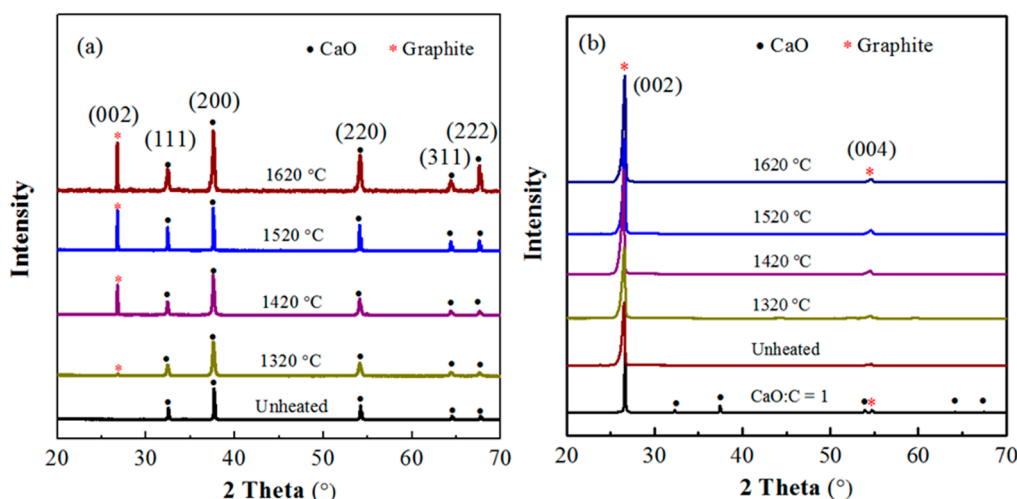 (a)
• CaO * Graphite
(002)
(111)
(200)
(220)
(311)
(222)
1620 °C
1520 °C
1420 °C
1320 °C
Unheated
Intensity
20 30 40 50 60 70
2 Theta (°)
(b)
• CaO * Graphite
(002)
(004)
1620 °C
1520 °C
1420 °C
1320 °C
Unheated
CaO:C = 1
Intensity
20 30 40 50 60 70
2 Theta (°)